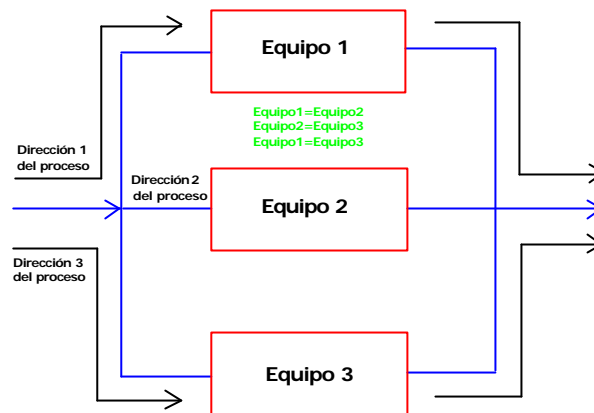 Equipo 1
Equipo1=Equipo2
Equipo2=Equipo3
Equipo1=Equipo3
Dirección 1
del proceso
Dirección 2
del proceso
Equipo 2
Dirección 3
del proceso
Equipo 3